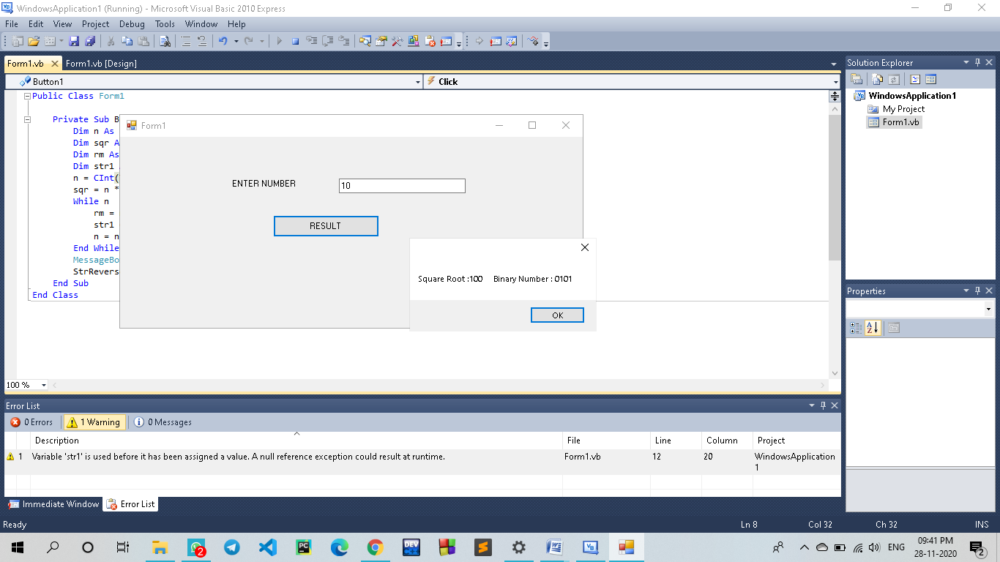 WindowsApplication1 (Running) - Microsoft Visual Basic 2010 Express
File Edit View Project Debug Tools Window Help
Form1.vb Form1.vb [Design]
Button1 Click
Public Class Form1
Private Sub B
Dim n As
Dim sqr A
Dim rm As
Dim str1
n = CInt(
sqr = n *
While n
rm =
str1
n = n
End While
MessageBo
StrRevers
End Sub
End Class
Form1
ENTER NUMBER 10
RESULT
Square Root :100 Binary Number : 0101
OK
100 %
Solution Explorer
WindowsApplication1
My Project
Form1.vb
Properties
Error List
0 Errors 1 Warning 0 Messages
Description File Line Column Project
1 Variable 'str1' is used before it has been assigned a value. A null reference exception could result at runtime. Form1.vb 12 20 WindowsApplication
1
Immediate Window Error List
Ready Ln 8 Col 32 Ch 32 INS
2
DEV
ENG
09:41 PM
28-11-2020
2